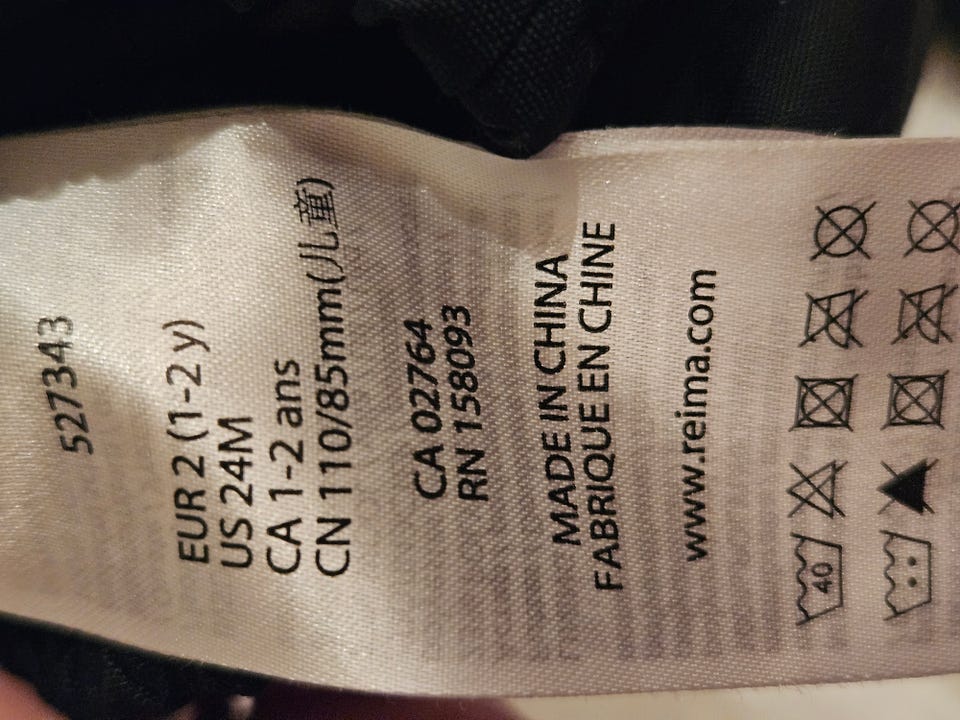 527343
EUR 2 (1-2 y)
US 24M
CA 1-2 ans
CN 110/85mm(儿童)
CA 02764
RN 158093
MADE IN CHINA
FABRIQUE EN CHINE
www.reima.com
40